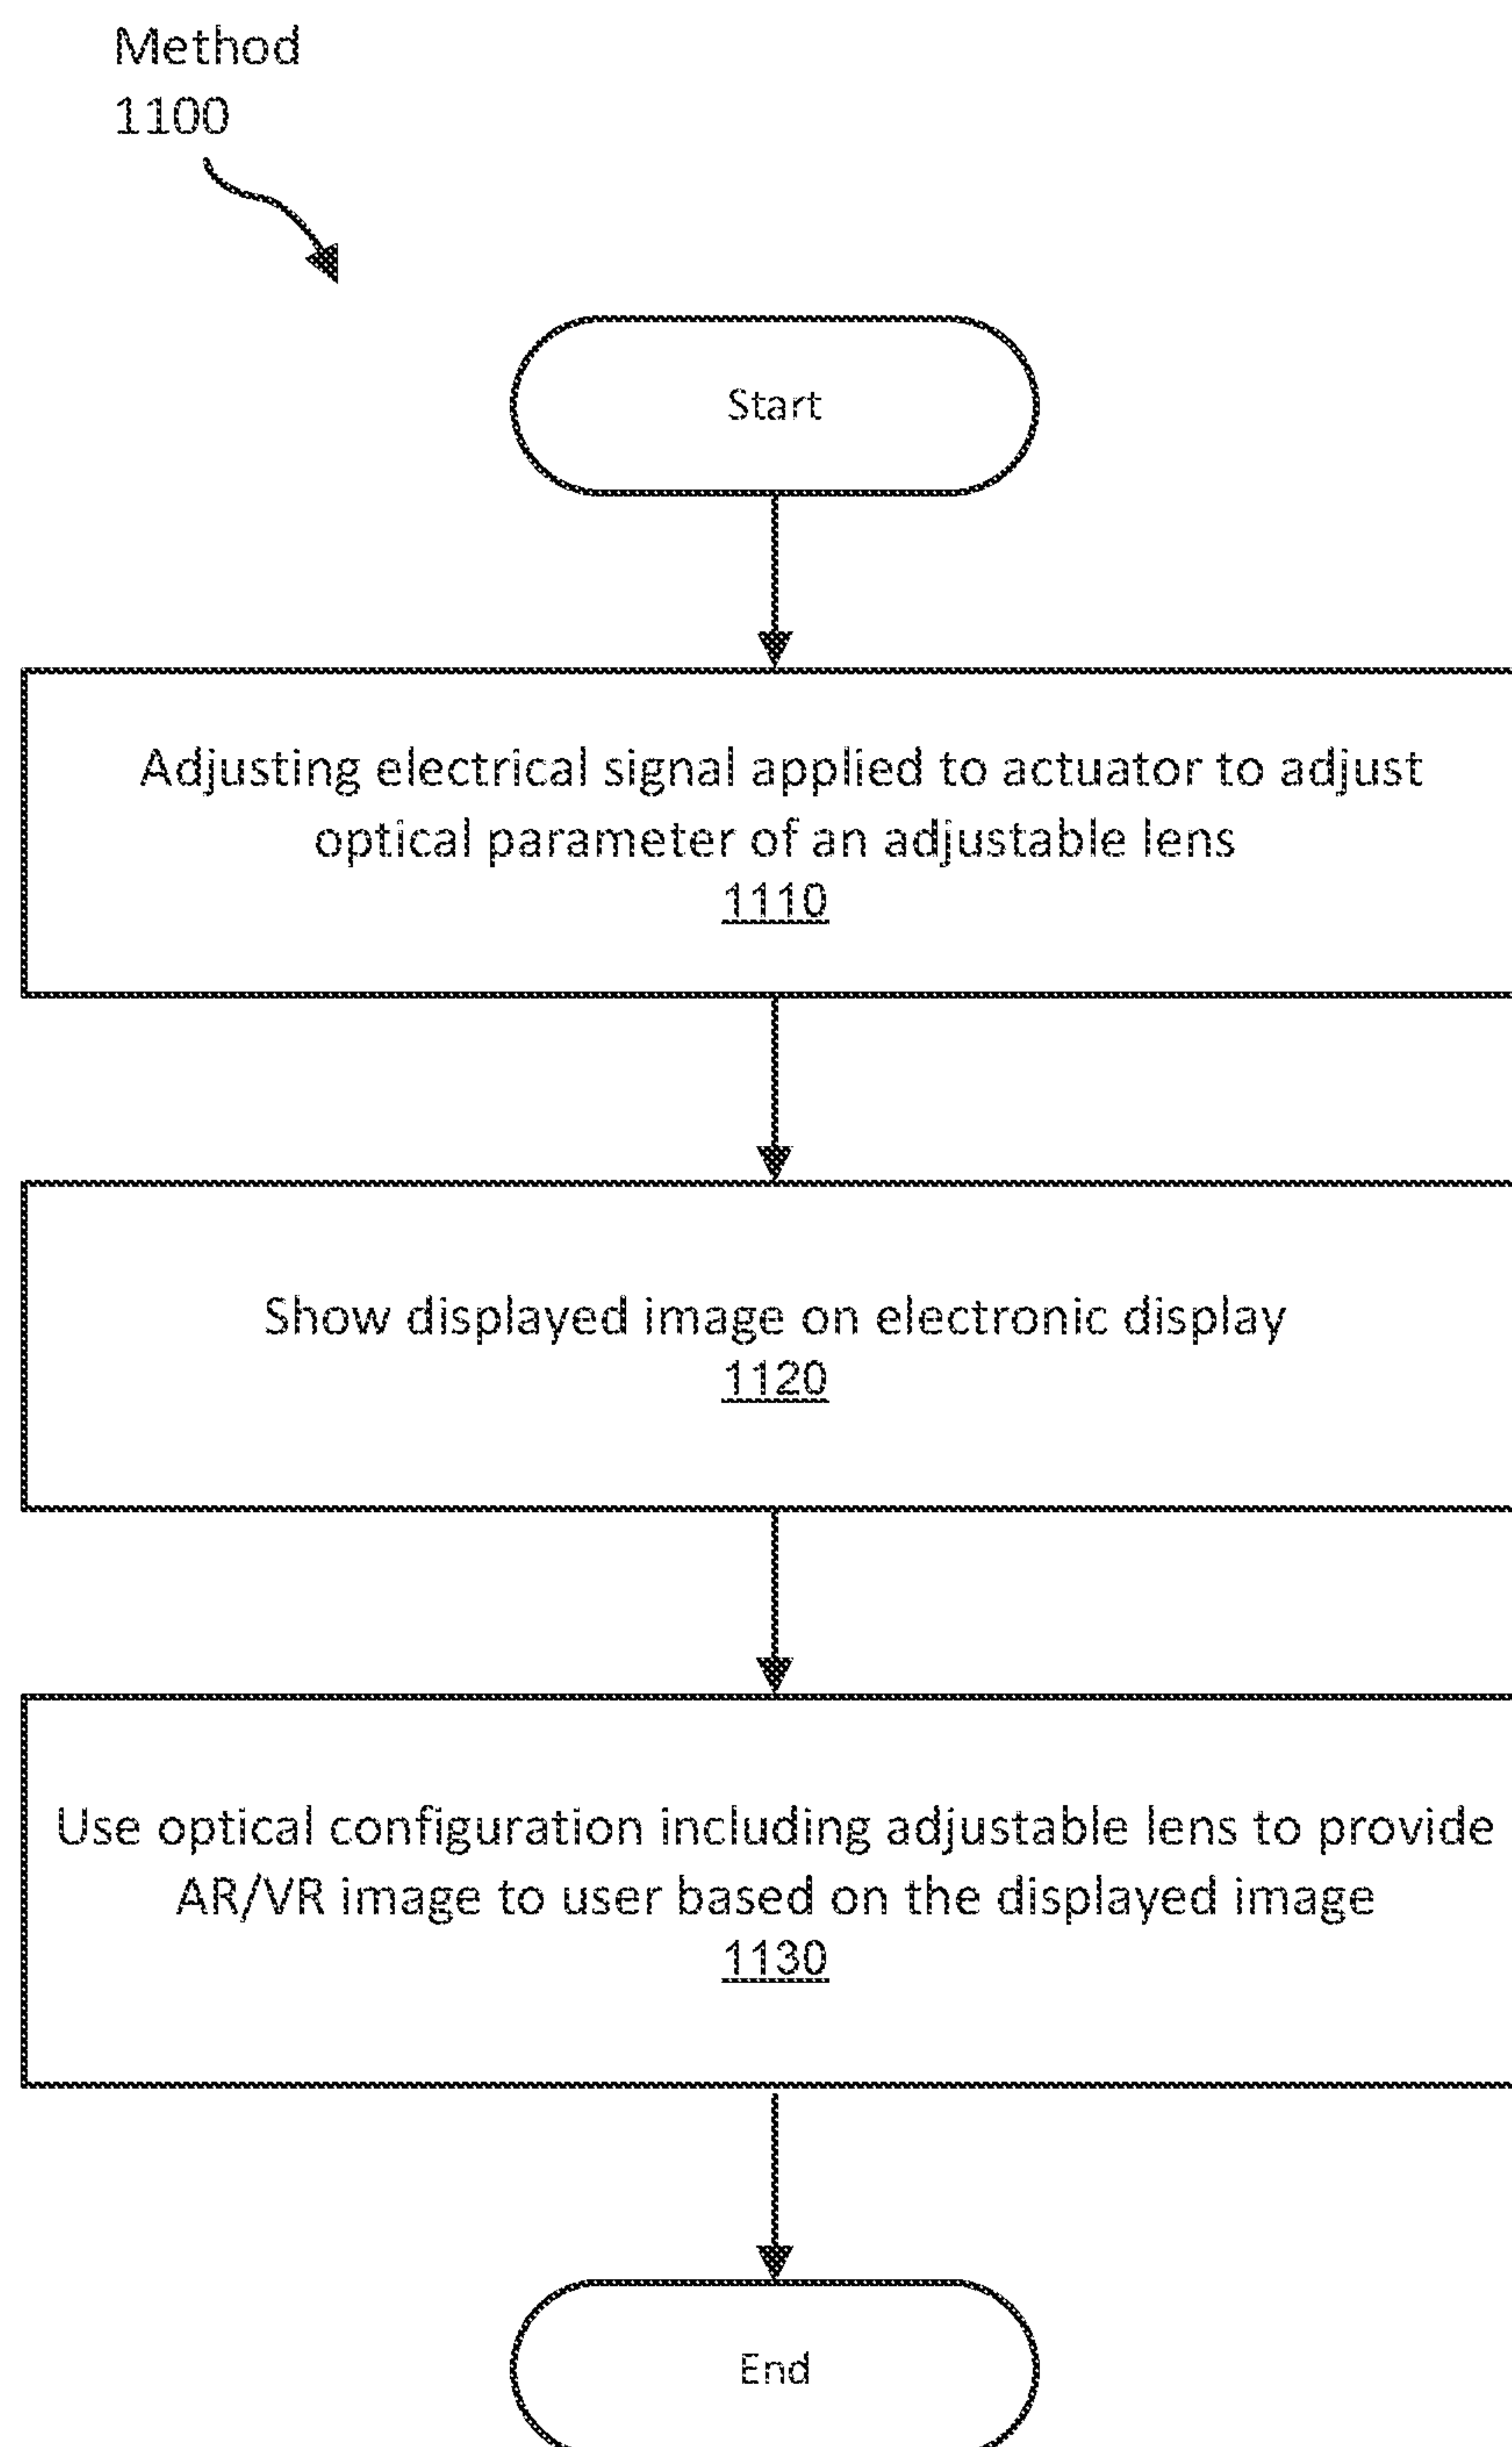 Method
1100
Start
Adjusting electrical signal applied to actuator to adjust
optical parameter of an adjustable lens
1110
Show displayed image on electronic display
1120
Use optical configuration including adjustable lens to provide
AR/VR image to user based on the displayed image
1130
End